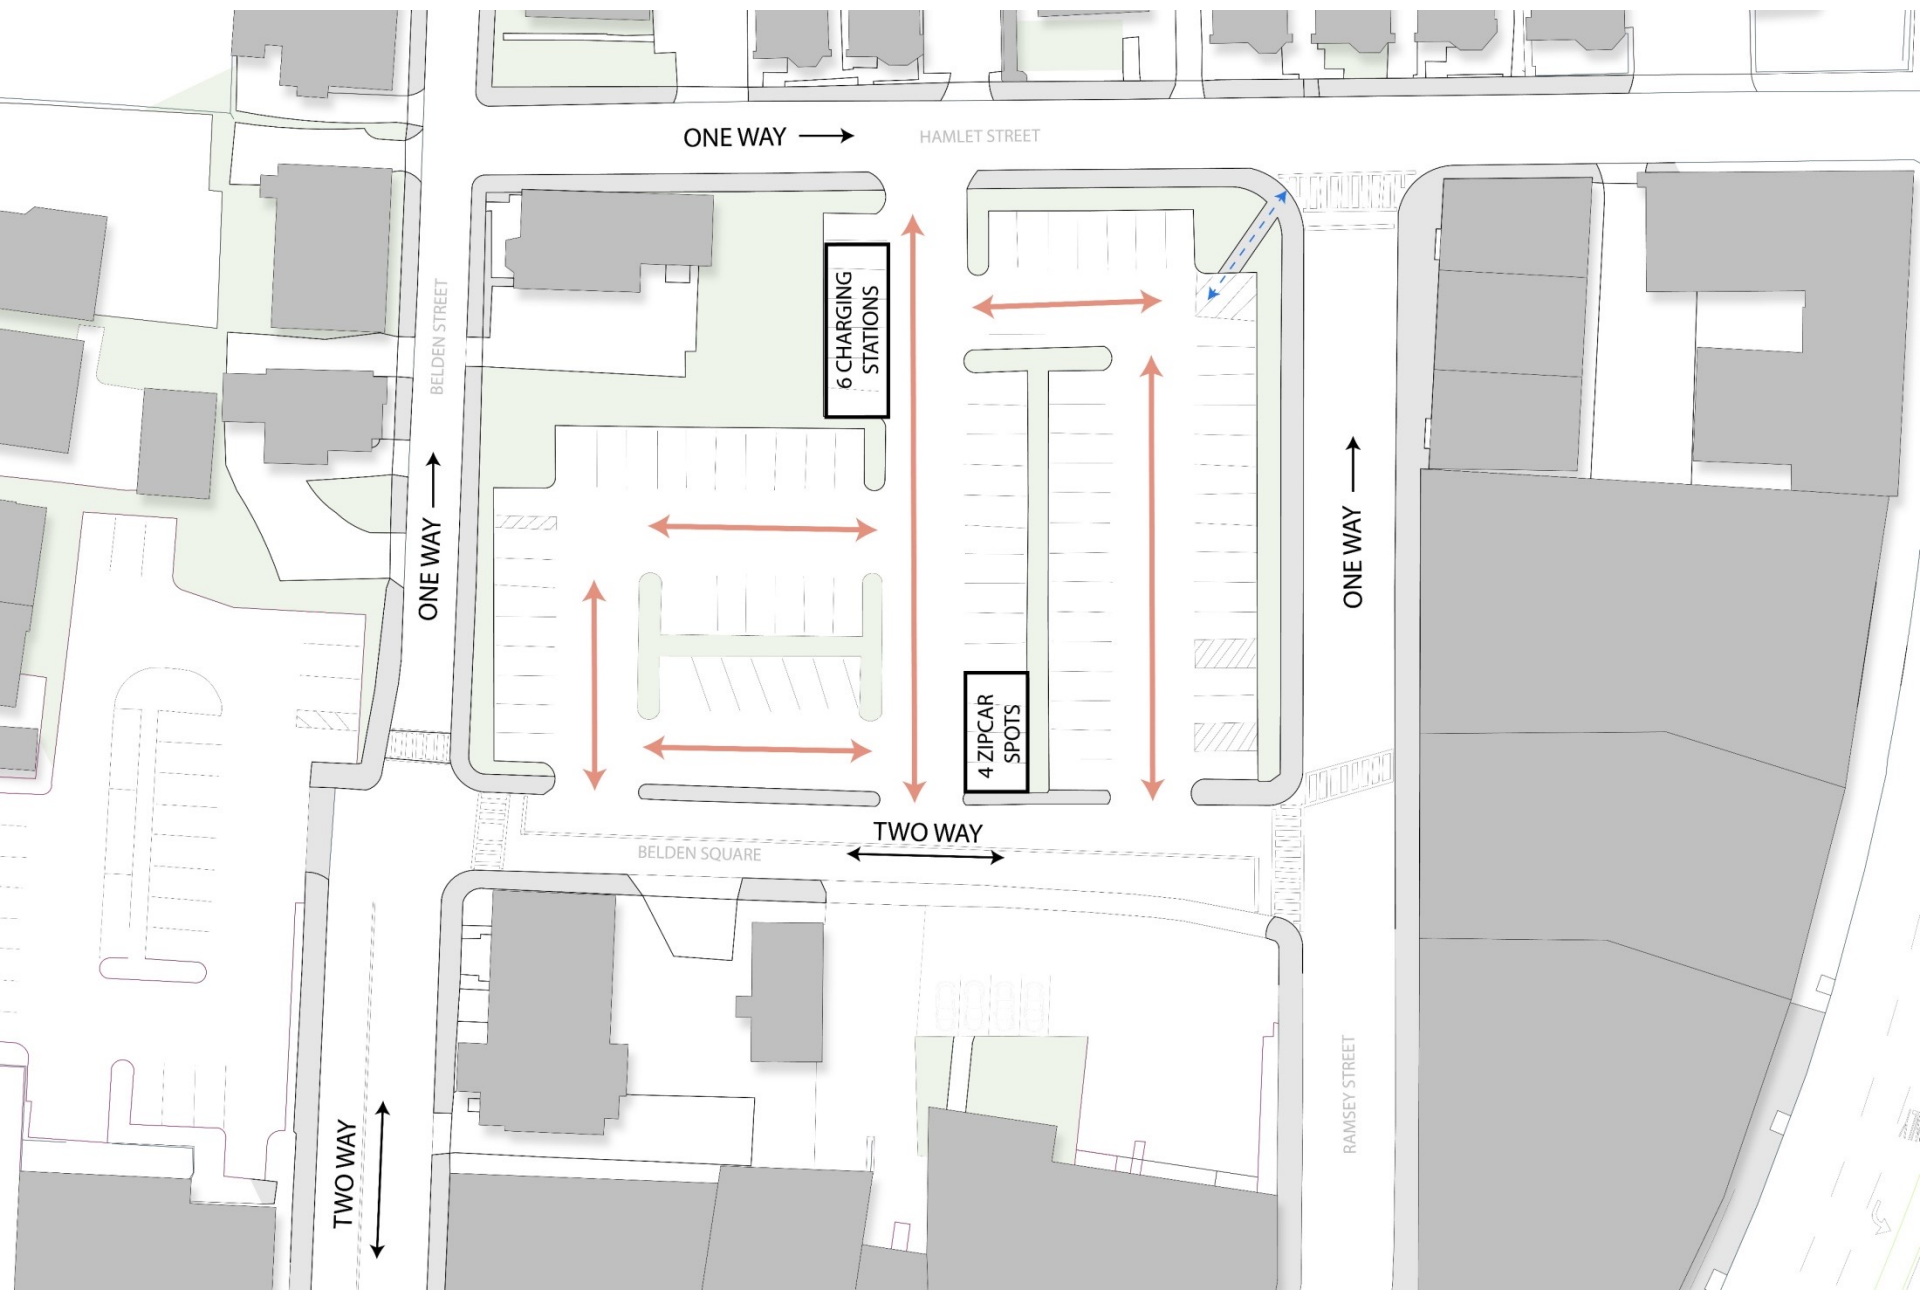 ONE WAY
HAMLET STREET
6 CHARGING
STATIONS
BELDEN STREET
ONE WAY
ONE WAY
4 ZIPCAR
SPOTS
TWO WAY
BELDEN SQUARE
RAMSEY STREET
TWO WAY